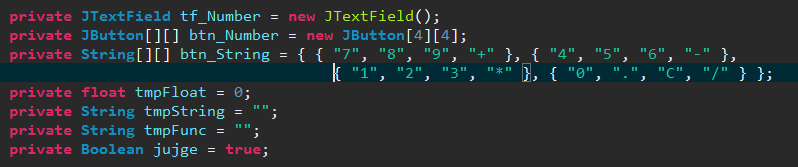 private JTextField tf_Number = new JTextField();
private JButton[][] btn_Number = new JButton[4][4];
private String[][] btn_String = { { "7", "8", "9", "+" }, { "4", "5", "6", "-" },
{ "1", "2", "3", "*" }, { "0", ".", "C", "/" } };
private float tmpFloat = 0;
private String tmpString = "";
private String tmpFunc = "";
private Boolean jujge = true;